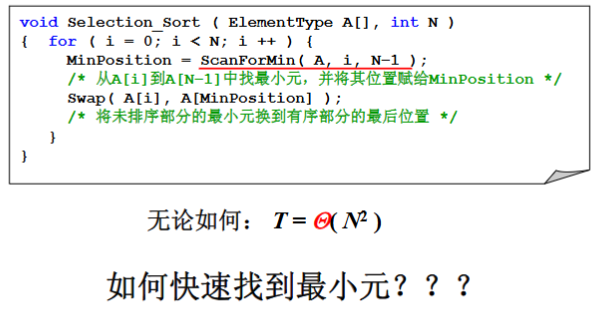 void Selection_Sort ( ElementType A[], int N )
{ for ( i = 0; i < N; i ++ ) {
MinPosition = ScanForMin( A, i, N–1 );
/* 从A[i]到A[N–1]中找最小元，并将其位置赋给MinPosition */
Swap( A[i], A[MinPosition] );
/* 将未排序部分的最小元换到有序部分的最后位置 */
}
}
无论如何： T = Θ( N² )
如何快速找到最小元？？？